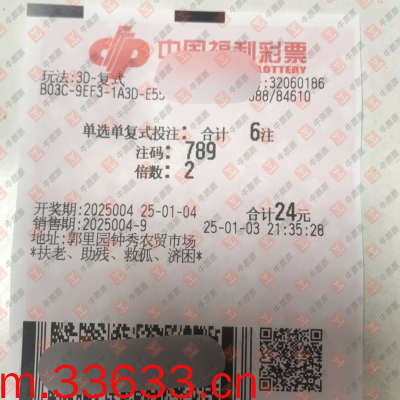 中国福利彩票
LOTTERY
玩法:3D-复式
:32060186
B03C-9EF3-1A3D-E5
088/84610
单选单复式投注: 合计 6注
注码: 789
倍数: 2
开奖期:2025004 25-01-04 合计24元
销售期:2025004-9 25-01-03 21:35:28
地址:郭里园钟秀农贸市场
*扶老、助残、救孤、济困*
m.33633.cn